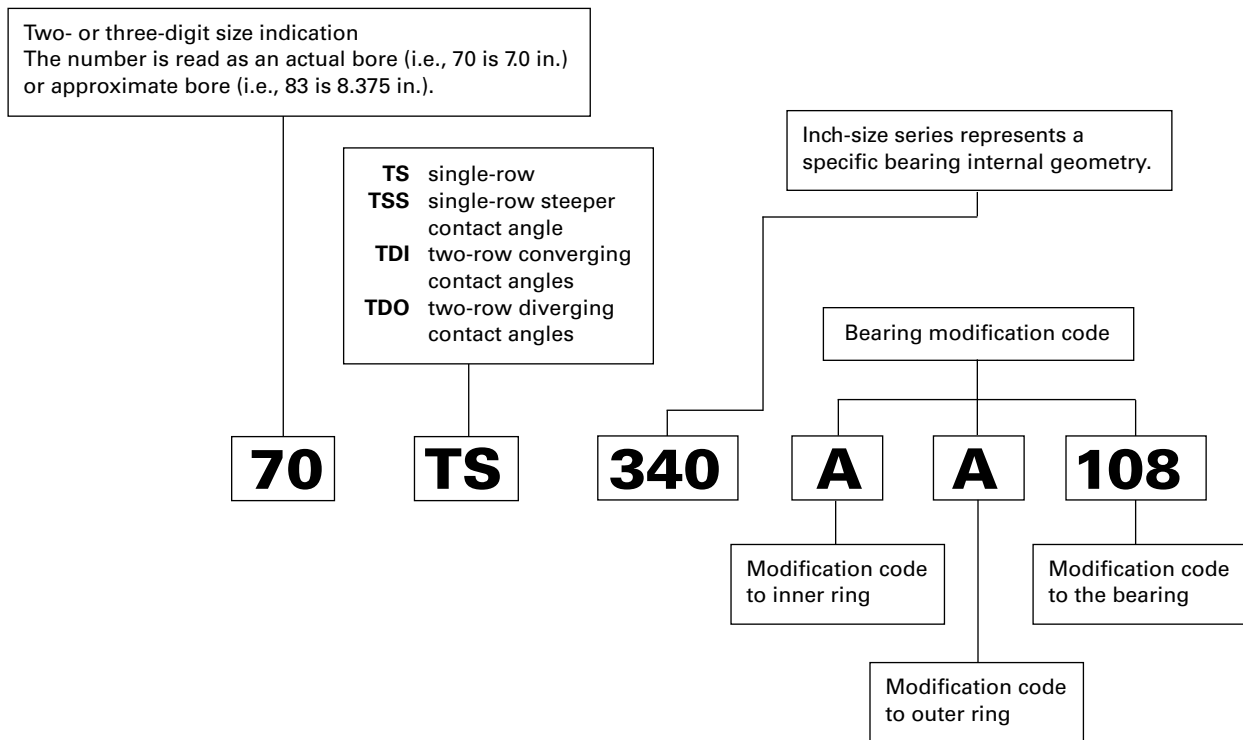 Two- or three-digit size indication
The number is read as an actual bore (i.e., 70 is 7.0 in.)
or approximate bore (i.e., 83 is 8.375 in.).
Inch-size series represents a
specific bearing internal geometry.
TS single-row
TSS single-row steeper
contact angle
TDI two-row converging
contact angles
TDO two-row diverging
contact angles
Bearing modification code
70 TS 340 A A 108
Modification code
to inner ring
Modification code
to the bearing
Modification code
to outer ring